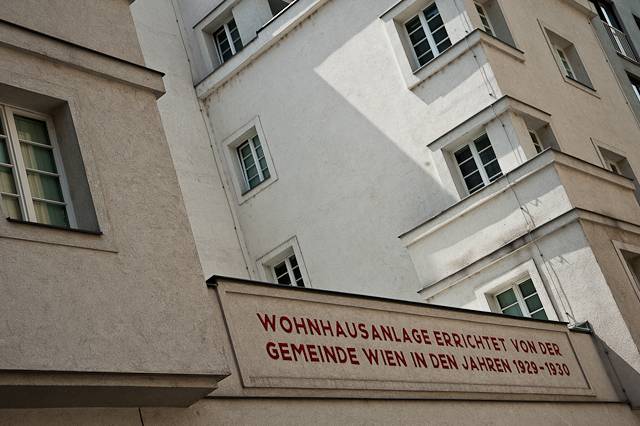 WOHNHAUSANLAGE ERRICHTET VON DER
GEMEINDE WIEN IN DEN JAHREN 1929-1930